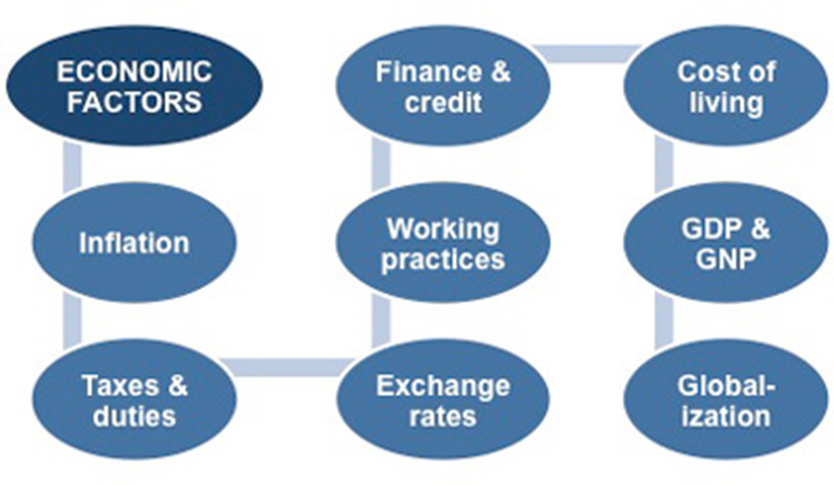 ECONOMIC
FACTORS
Inflation
Taxes &
duties
Exchange
rates
Working
practices
Finance &
credit
Cost of
living
GDP &
GNP
Global-
ization